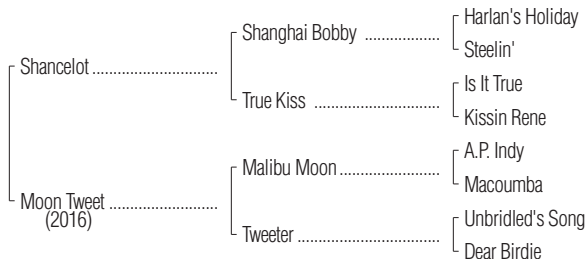 Harlan's Holiday
Shanghai Bobby ..................
Steelin'
Shancelot ..............................
Is It True
True Kiss ..............................
Kissin Rene
A.P. Indy
Malibu Moon ........................
Macoumba
Moon Tweet ..........................
(2016)
Unbridled's Song
Tweeter ..................................
Dear Birdie